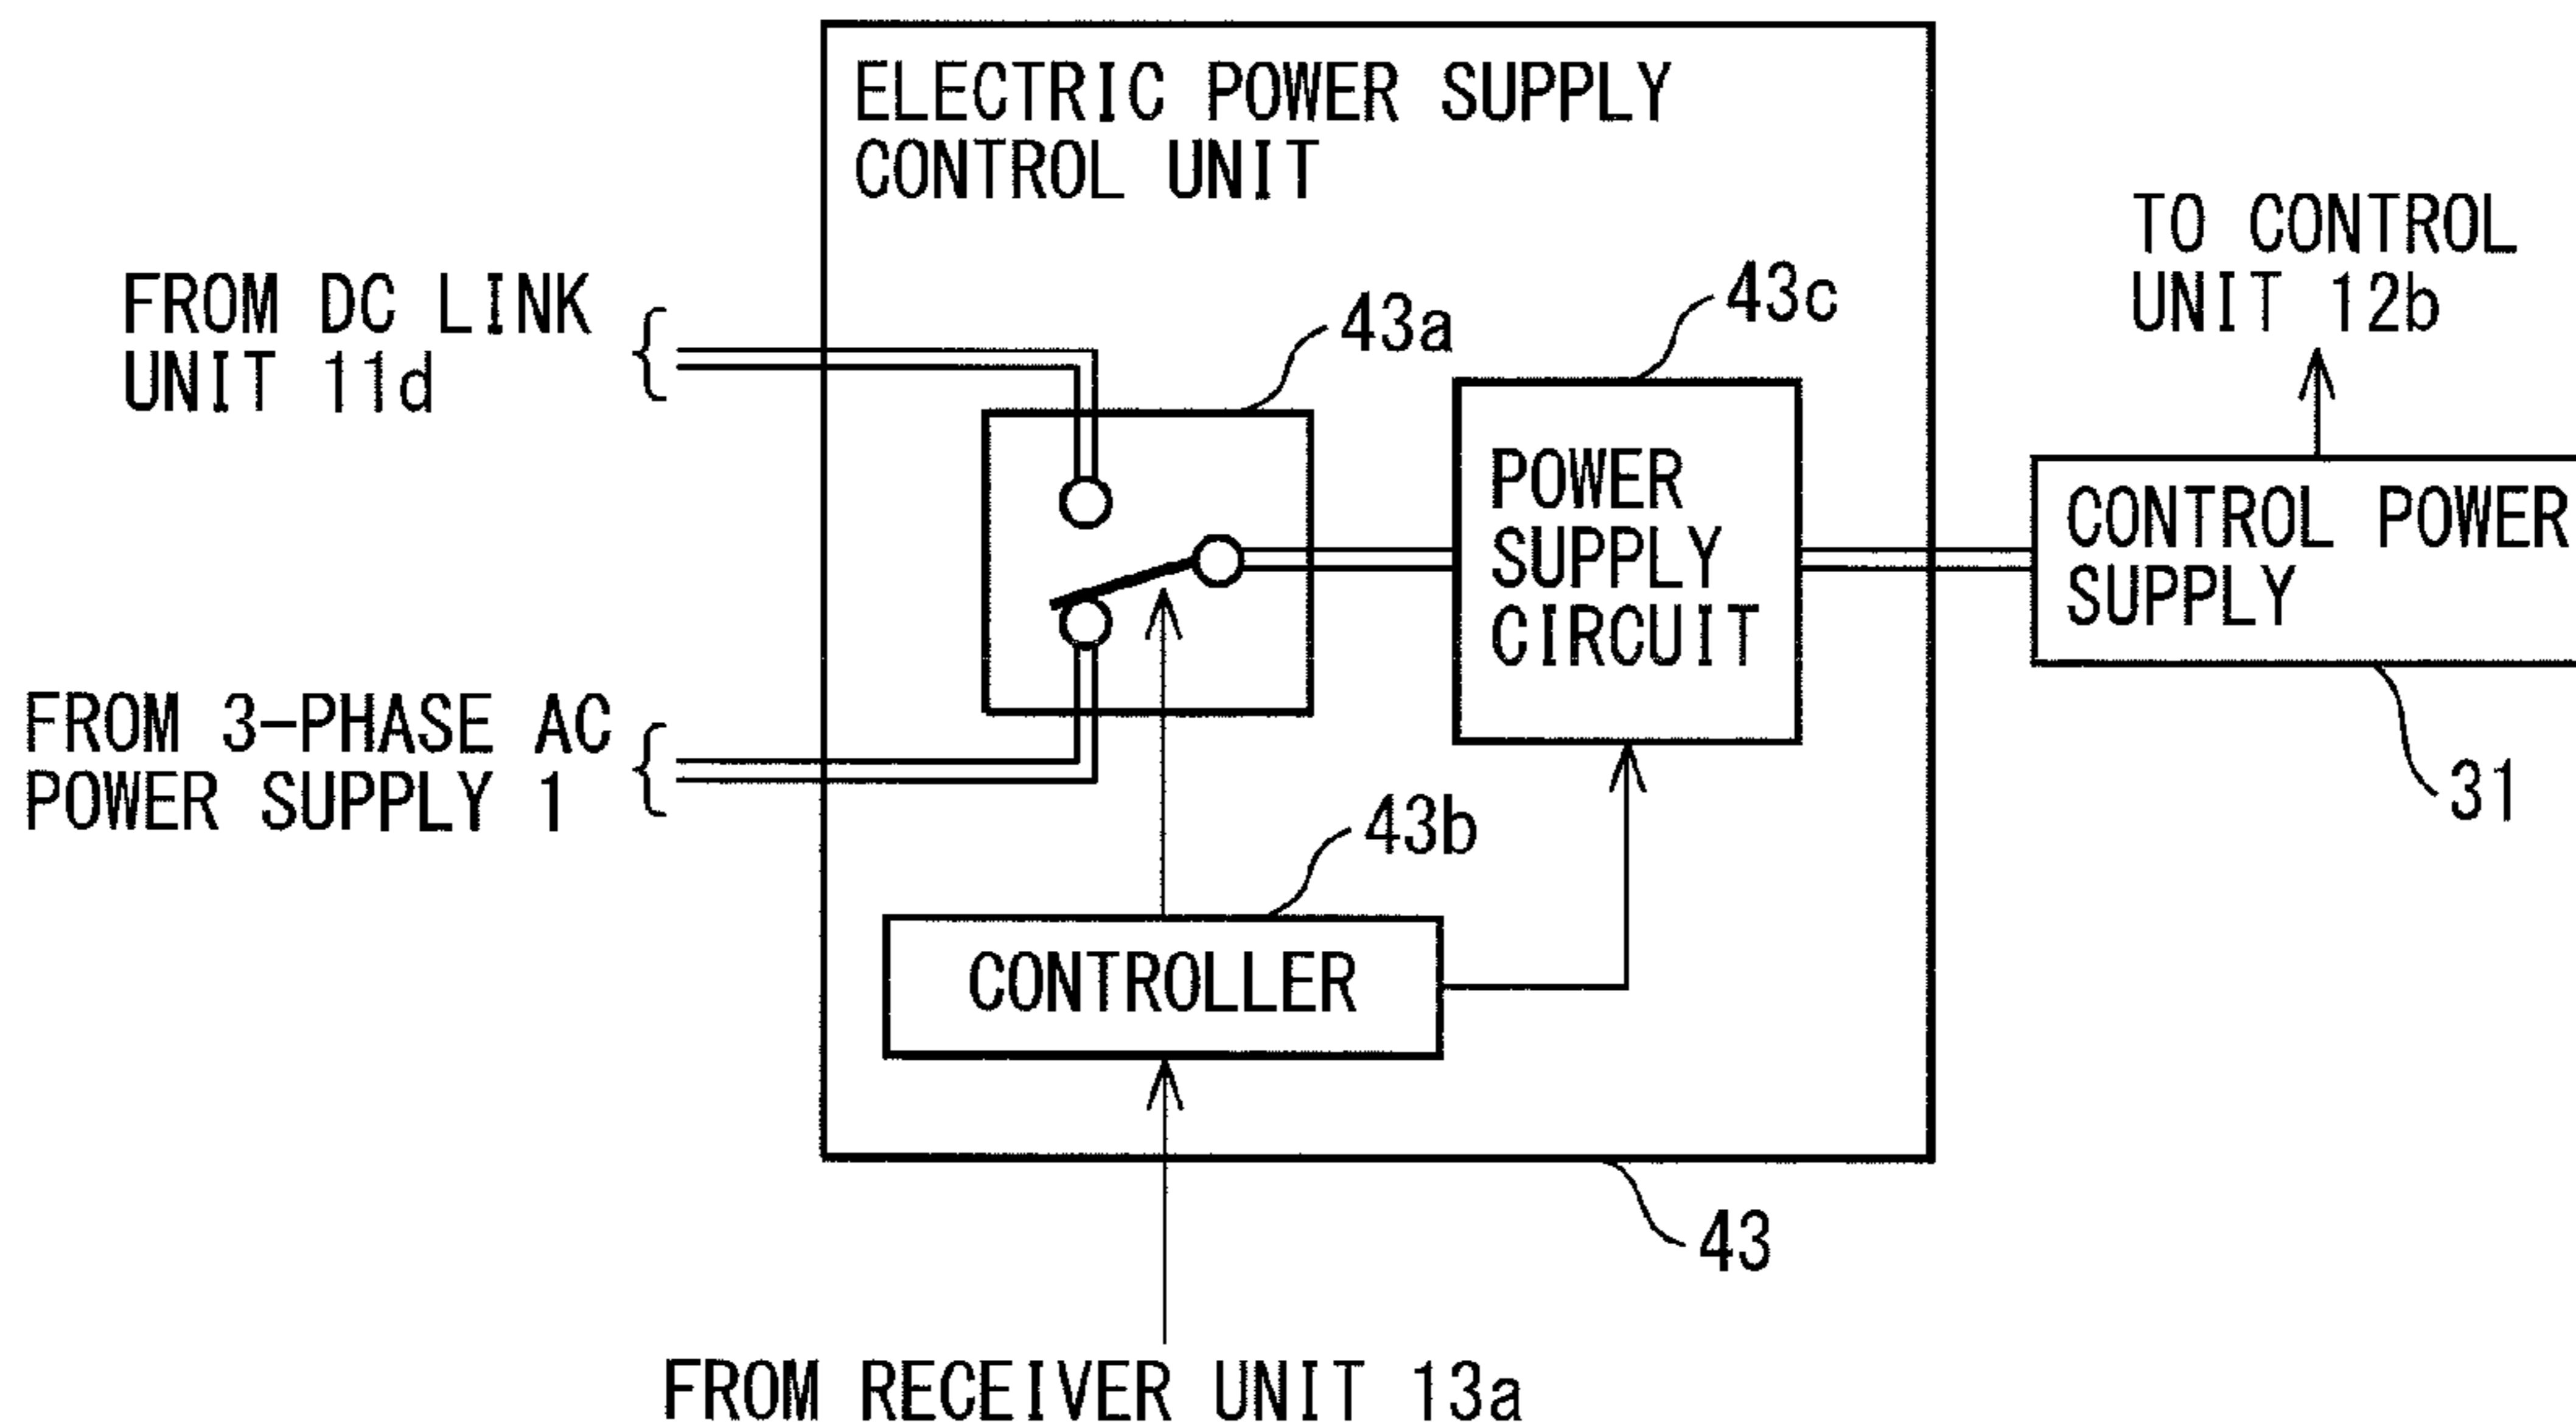 ELECTRIC POWER SUPPLY
CONTROL UNIT
TO CONTROL
UNIT 12b
FROM DC LINK
UNIT 11d
43a
43c
POWER
SUPPLY
CIRCUIT
CONTROL POWER
SUPPLY
31
FROM 3-PHASE AC
POWER SUPPLY 1
43b
CONTROLLER
43
FROM RECEIVER UNIT 13a